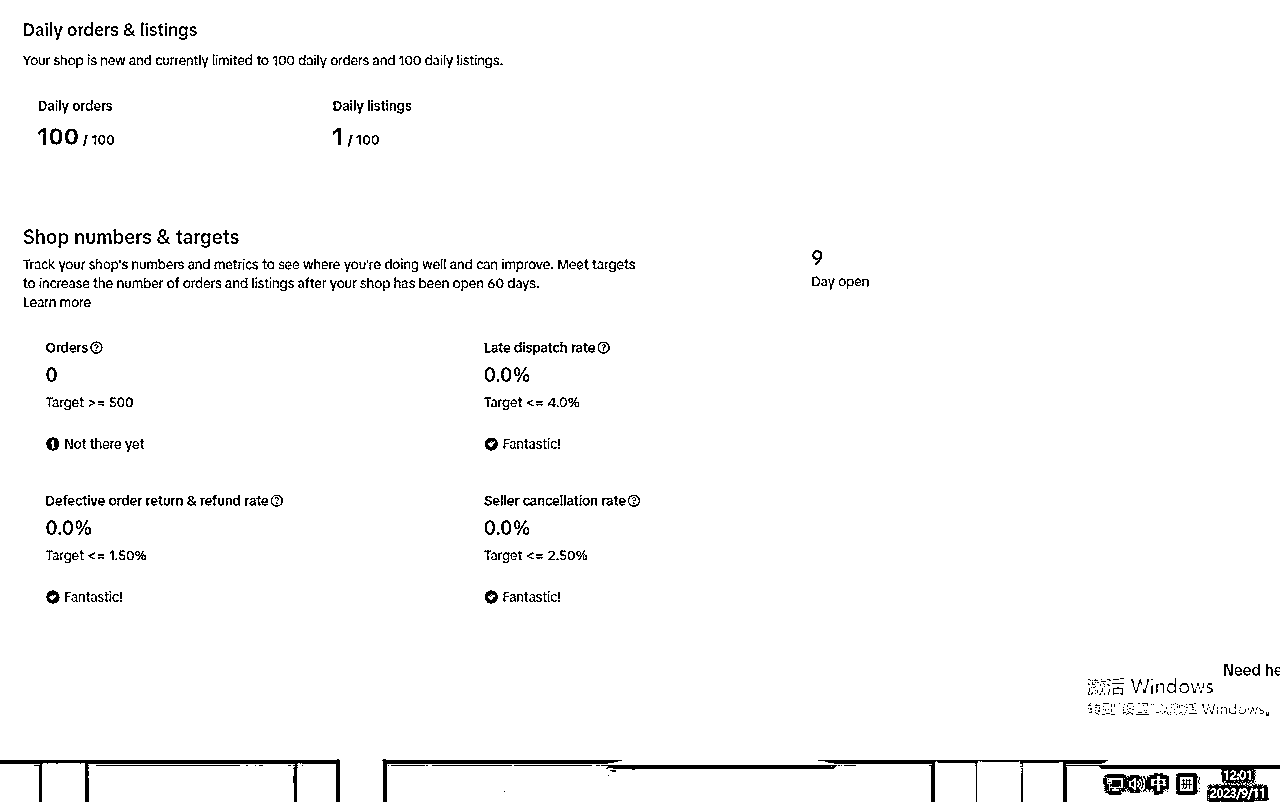 Daily orders & listings
Your shop is new and currently limited to 100 daily orders and 100 daily listings.
Daily orders
Daily listings
100 / 100
1 / 100
Shop numbers & targets
Track your shop's numbers and metrics to see where you're doing well and can improve. Meet targets
to increase the number of orders and listings after your shop has been open 60 days.
Learn more
9
Day open
Orders
Late dispatch rate
0
0.0%
Target >= 500
Target <= 4.0%
Not there yet
Fantastic!
Defective order return & refund rate
Seller cancellation rate
0.0%
0.0%
Target <= 1.50%
Target <= 2.50%
Fantastic!
Fantastic!
Need he
激活 Windows
转到"设置"以激活 Windows。
中
拼
12:01
2023/9/11